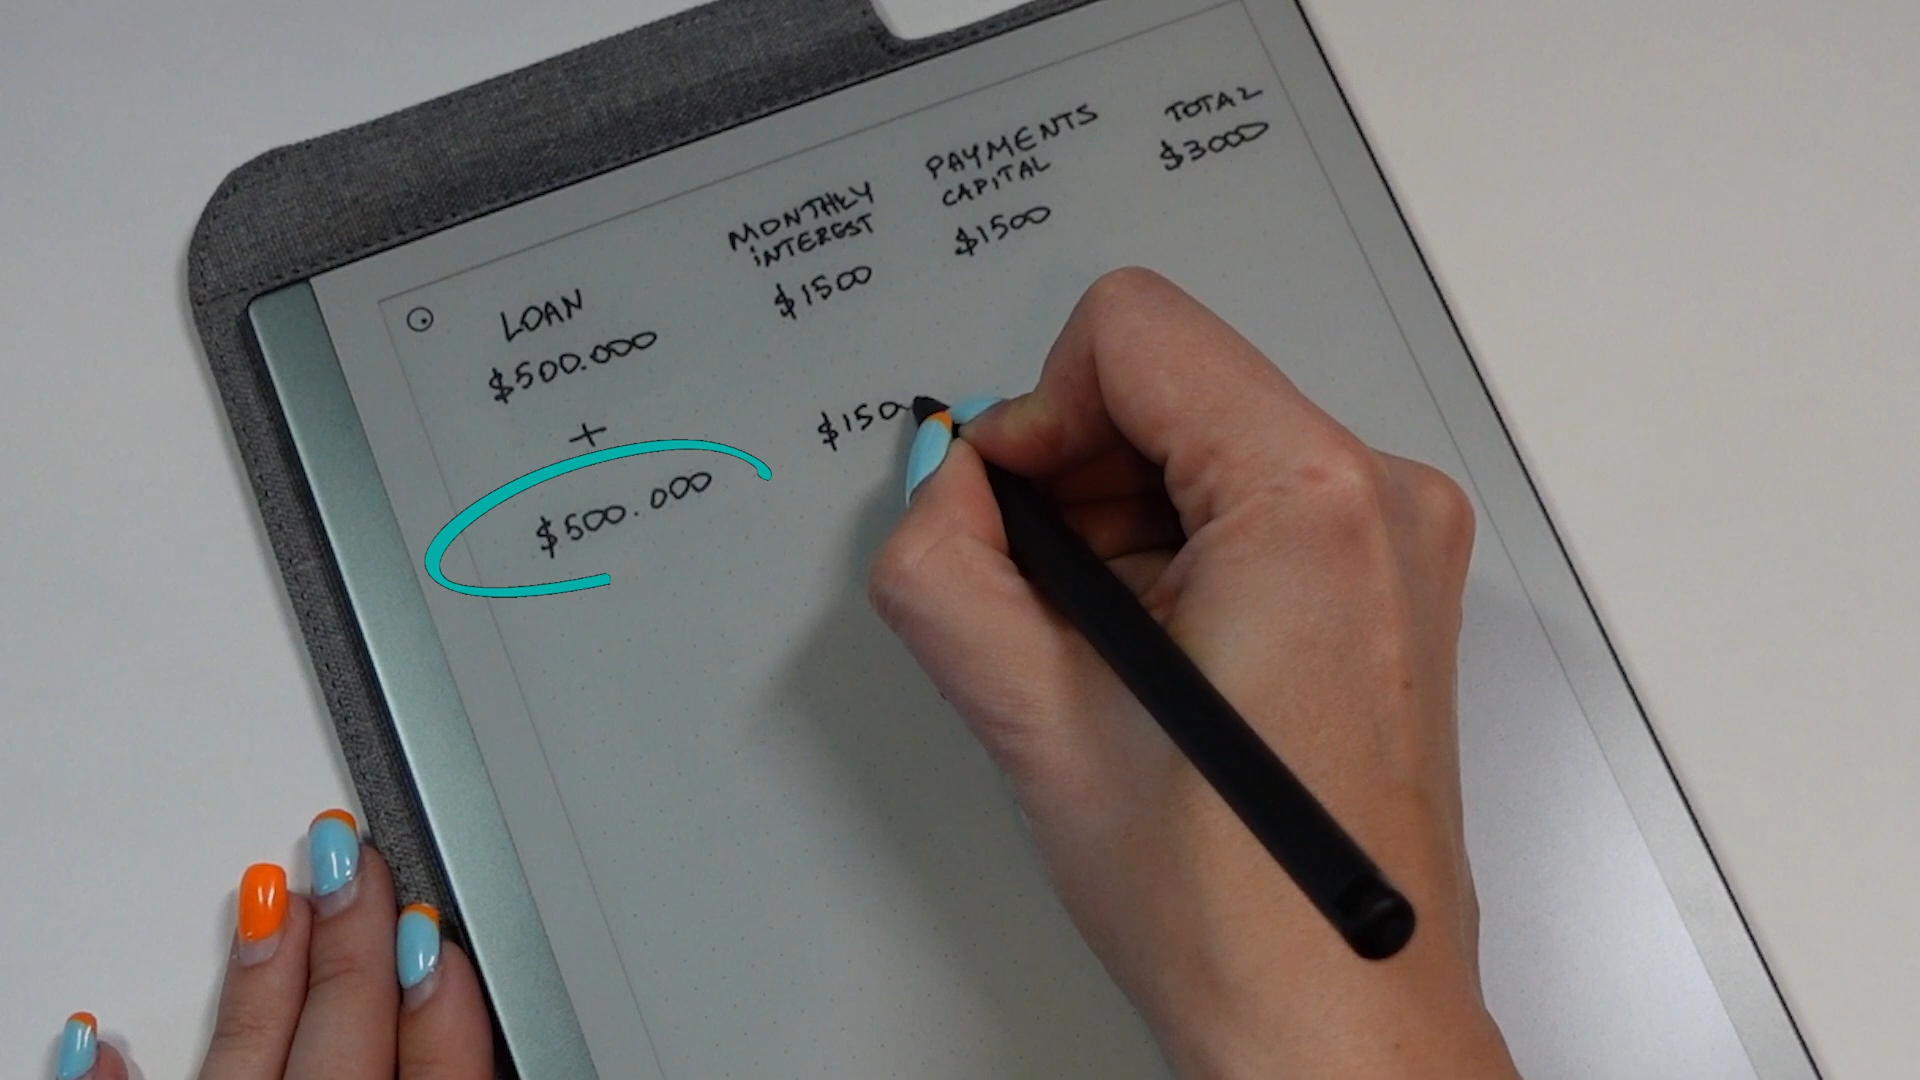 LOAN
$500.000
+
$500.000
MONTHLY
INTEREST
$1500
$150
PAYMENTS
CAPITAL
$1500
TOTAL
$3000